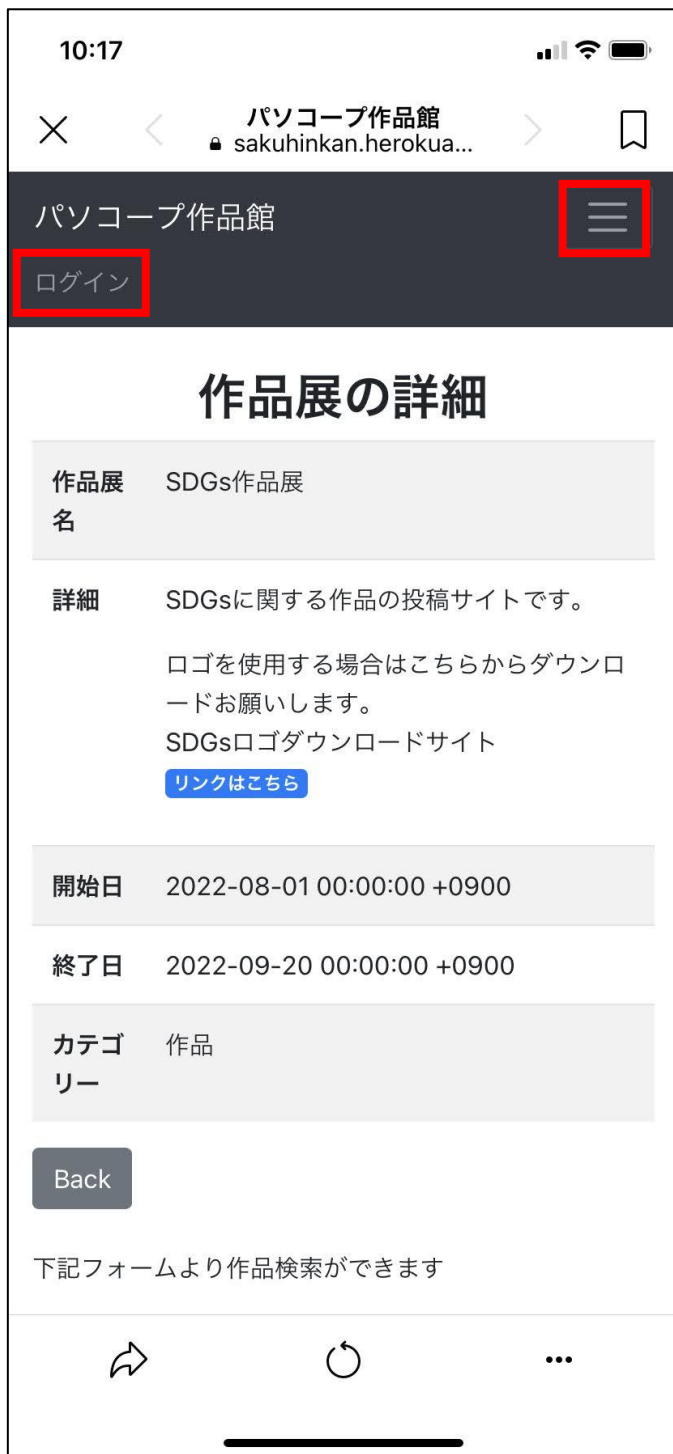 10:17
パソコープ作品館
sakuhinkan.herokua...
パソコープ作品館
ログイン
作品展の詳細
作品展名 SDGs作品展
詳細 SDGsに関する作品の投稿サイトです。
ロゴを使用する場合はこちらからダウンロ
ードお願いします。
SDGsロゴダウンロードサイト
リンクはこちら
開始日 2022-08-01 00:00:00 +0900
終了日 2022-09-20 00:00:00 +0900
カテゴリー 作品
Back
下記フォームより作品検索ができます